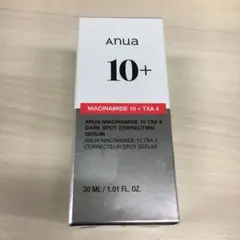 Anua
10+
NIACINAMIDE 10 + TXA 4
ANUA NIACINAMIDE 10 TXA 4
DARK SPOT CORRECTING
SERUM
ANUA NIACINAMIDE 10 TXA 4
CORRECTEUR SPOT SERUM
30 ML / 1.01 FL. OZ.